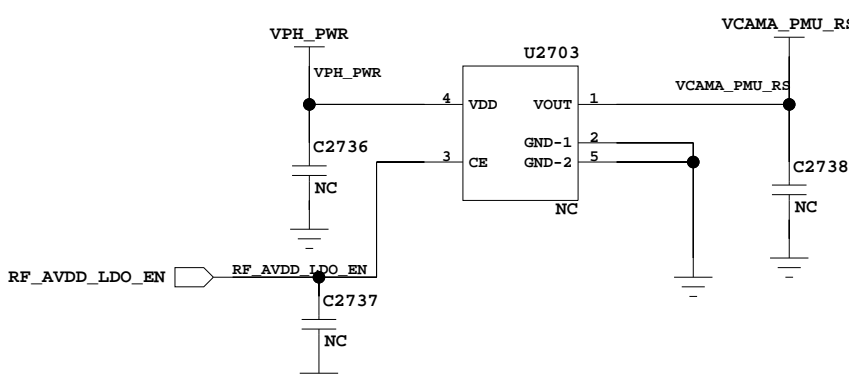 VPH_PWR
VCAMA_PMU_RS
U2703
VPH_PWR
VCAMA_PMU_RS
4 VDD VOUT 1
GND-1 2
C2736
3 CE GND-2 5
C2738
NC
NC
NC
RF_AVDD_LDO_EN
RF_AVDD_LDO_EN
C2737
NC